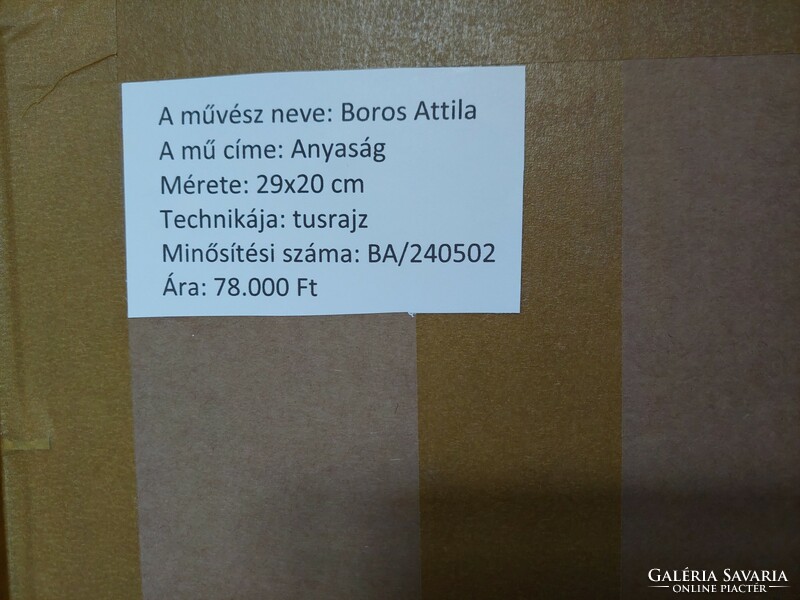 A művész neve: Boros Attila
A mű címe: Anyaság
Mérete: 29x20 cm
Technikája: tusrajz
Minősítési száma: BA/240502
Ára: 78.000 Ft
GALÉRIA SAVARIA
ONLINE PIACTÉR